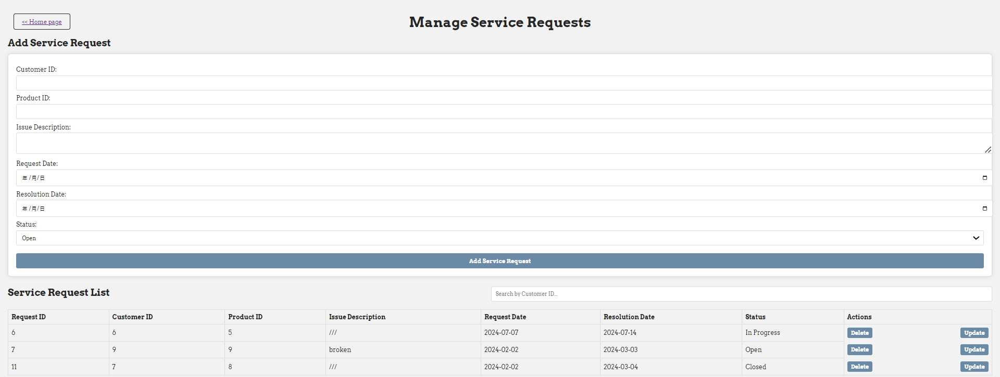 << Home page
Manage Service Requests
Add Service Request
Customer ID:
Product ID:
Issue Description:
Request Date:
年 /月/日
Resolution Date:
年 /月/日
Status:
Open
Add Service Request
Service Request List
Search by Customer ID...
Request ID Customer ID Product ID Issue Description Request Date Resolution Date Status Actions
6 6 5 /// 2024-07-07 2024-07-14 In Progress Delete Update
7 9 9 broken 2024-02-02 2024-03-03 Open Delete Update
11 7 8 /// 2024-02-02 2024-03-04 Closed Delete Update